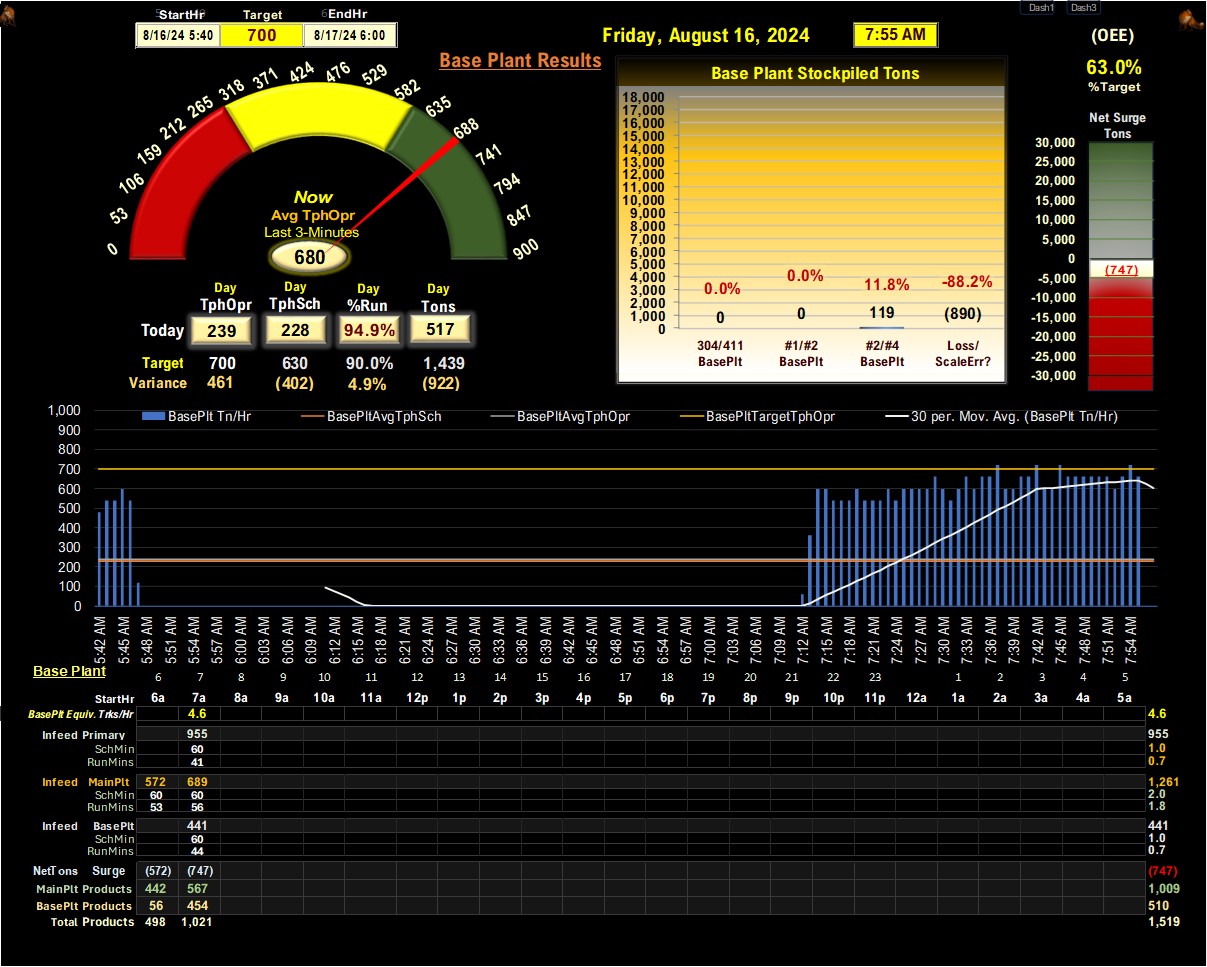 StartHr Target EndHr
8/16/24 5:40 700 8/17/24 6:00
Dash1 Dash3
Friday, August 16, 2024 7:55 AM
Base Plant Results
(OEE)
63.0%
%Target
0 53 106 159 212 265 318 371 424 476 529 582 635 688 741 794 847 900
Now
Avg TphOpr
Last 3-Minutes
680
Day Day Day Day
TphOpr TphSch %Run Tons
Today 239 228 94.9% 517
Target 700 630 90.0% 1,439
Variance 461 (402) 4.9% (922)
Base Plant Stockpiled Tons
18,000
17,000
16,000
15,000
14,000
13,000
12,000
11,000
10,000
9,000
8,000
7,000
6,000
5,000
4,000
3,000
2,000
1,000
0
0.0% 0.0% 11.8% -88.2%
0 0 119 (890)
304/411 #1/#2 #2/#4 Loss/
BasePlt BasePlt BasePlt ScaleErr?
Net Surge
Tons
30,000
25,000
20,000
15,000
10,000
5,000
0
(747)
-5,000
-10,000
-15,000
-20,000
-25,000
-30,000
BasePlt Tn/Hr BasePltAvgTphSch BasePltAvgTphOpr BasePltTargetTphOpr 30 per. Mov. Avg. (BasePlt Tn/Hr)
1,000
900
800
700
600
500
400
300
200
100
0
5:42 AM 5:45 AM 5:48 AM 5:51 AM 5:54 AM 5:57 AM 6:00 AM 6:03 AM 6:06 AM 6:09 AM 6:12 AM 6:15 AM 6:18 AM 6:21 AM 6:24 AM 6:27 AM 6:30 AM 6:33 AM 6:36 AM 6:39 AM 6:42 AM 6:45 AM 6:48 AM 6:51 AM 6:54 AM 6:57 AM 7:00 AM 7:03 AM 7:06 AM 7:09 AM 7:12 AM 7:15 AM 7:18 AM 7:21 AM 7:24 AM 7:27 AM 7:30 AM 7:33 AM 7:36 AM 7:39 AM 7:42 AM 7:45 AM 7:48 AM 7:51 AM 7:54 AM
Base Plant
6 7 8 9 10 11 12 13 14 15 16 17 18 19 20 21 22 23 1 2 3 4 5
StartHr 6a 7a 8a 9a 10a 11a 12p 1p 2p 3p 4p 5p 6p 7p 8p 9p 10p 11p 12a 1a 2a 3a 4a 5a
BasePlt Equiv. Trks/Hr 4.6 4.6
Infeed Primary 955 955
SchMin 60 1.0
RunMins 41 0.7
Infeed MainPlt 572 689 1,261
SchMin 60 60 2.0
RunMins 53 56 1.8
Infeed BasePlt 441 441
SchMin 60 1.0
RunMins 44 0.7
NetTons Surge (572) (747) (747)
MainPlt Products 442 567 1,009
BasePlt Products 56 454 510
Total Products 498 1,021 1,519